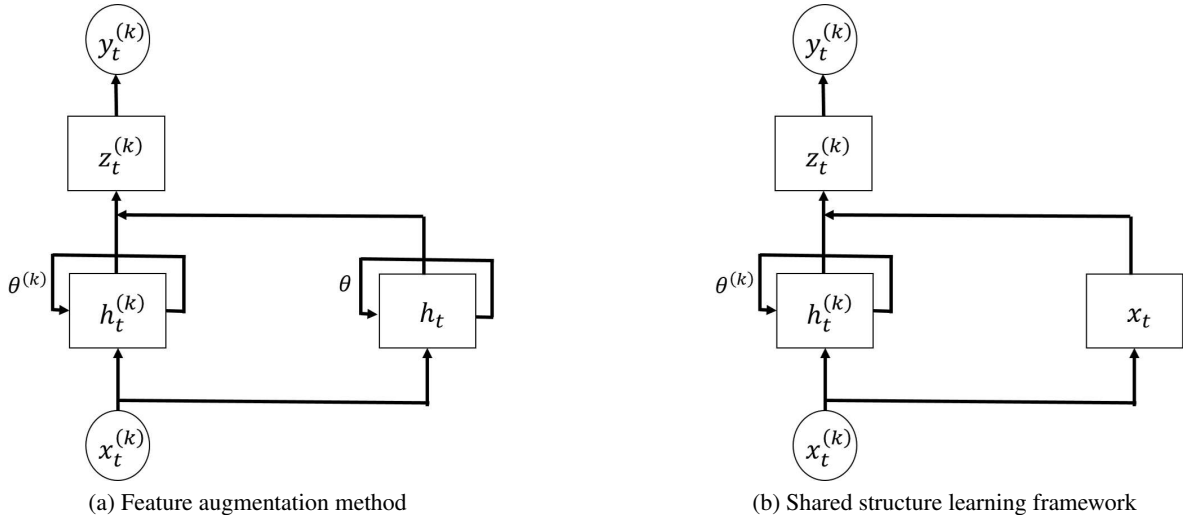 y_t^{(k)}
z_t^{(k)}
θ^{(k)}
h_t^{(k)}
θ
h_t
x_t^{(k)}
(a) Feature augmentation method
y_t^{(k)}
z_t^{(k)}
θ^{(k)}
h_t^{(k)}
x_t
x_t^{(k)}
(b) Shared structure learning framework